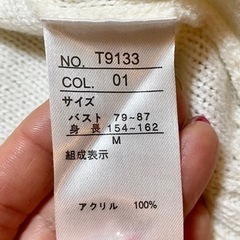 NO. T9133
COL. 01
サイズ
バスト 79~87
身 長 154~162
M
組成表示
アクリル 100%